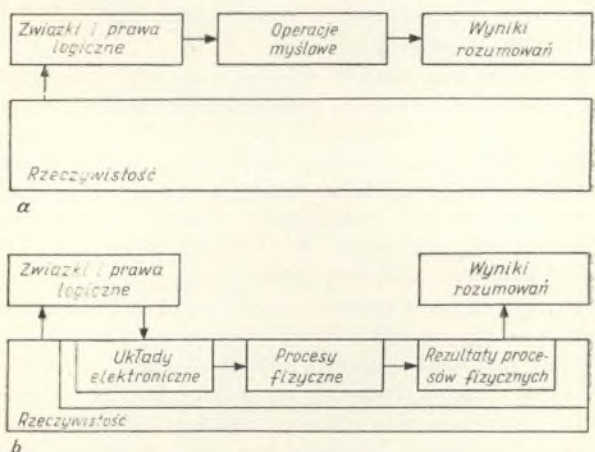 Związki i prawa
logiczne
Operacje
myślowe
Wyniki
rozumowań
Rzeczywistość
a
Związki i prawa
logiczne
Wyniki
rozumowań
Układy
elektroniczne
Procesy
fizyczne
Rezultaty proce-
sów fizycznych
Rzeczywistość
b